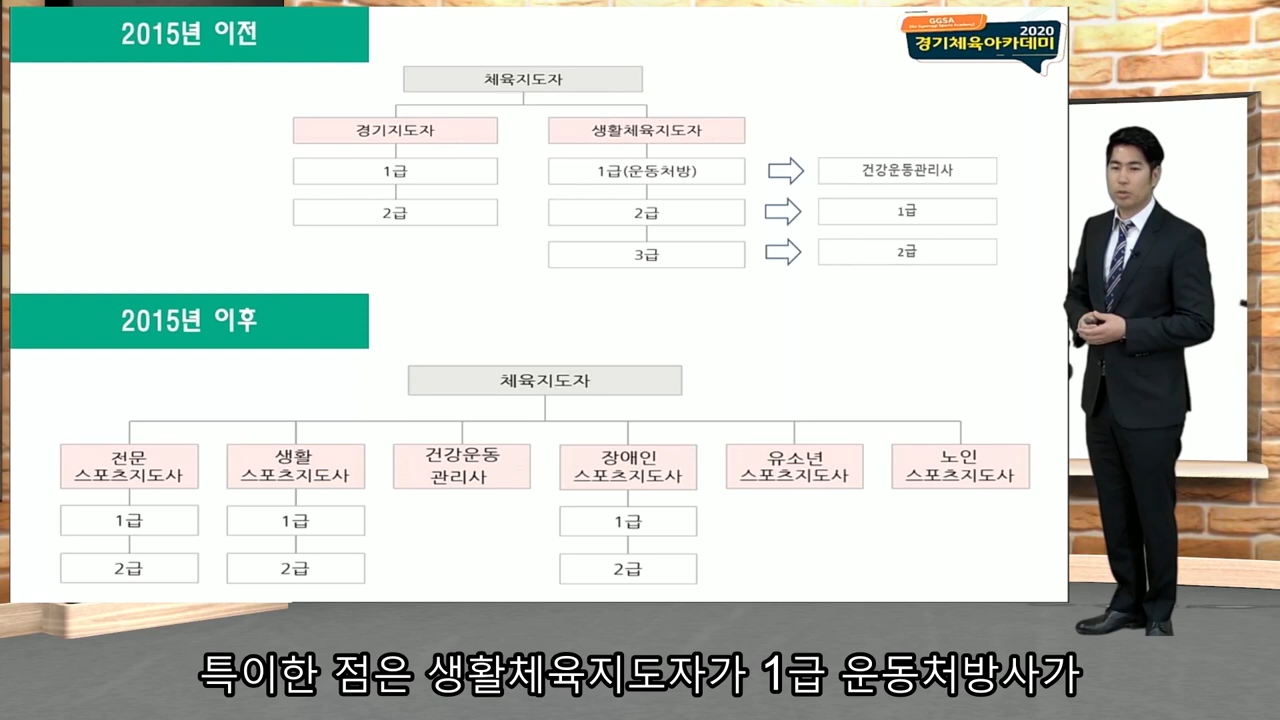 2015년 이전
GGSA
2020
경기체육아카데미
체육지도자
경기지도자
생활체육지도자
1급
1급(운동처방)
건강운동관리사
2급
2급
1급
3급
2급
2015년 이후
체육지도자
전문
스포츠지도사
생활
스포츠지도사
건강운동
관리사
장애인
스포츠지도사
유소년
스포츠지도사
노인
스포츠지도사
1급
1급
1급
2급
2급
2급
특이한 점은 생활체육지도자가 1급 운동처방사가